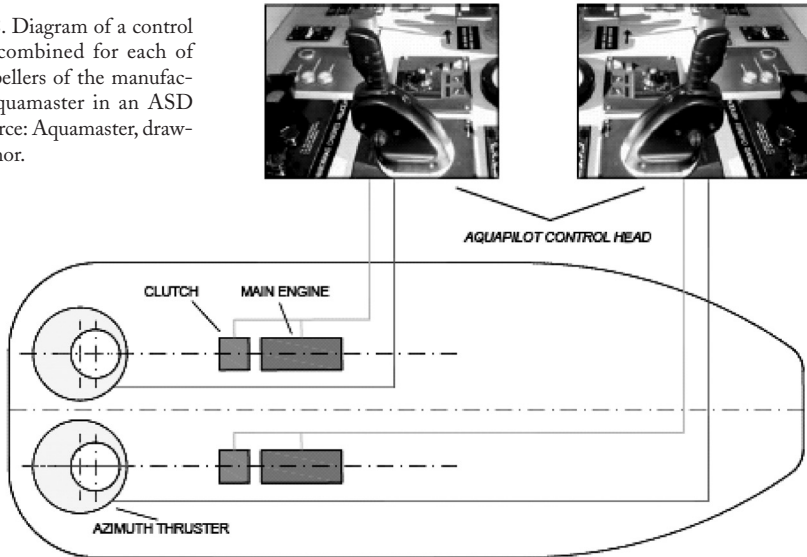 . Diagram of a control
combined for each of
pellers of the manufac-
quamaster in an ASD
rce: Aquamaster, draw-
nor.
AQUAPILOT CONTROL HEAD
CLUTCH
MAIN ENGINE
AZIMUTH THRUSTER